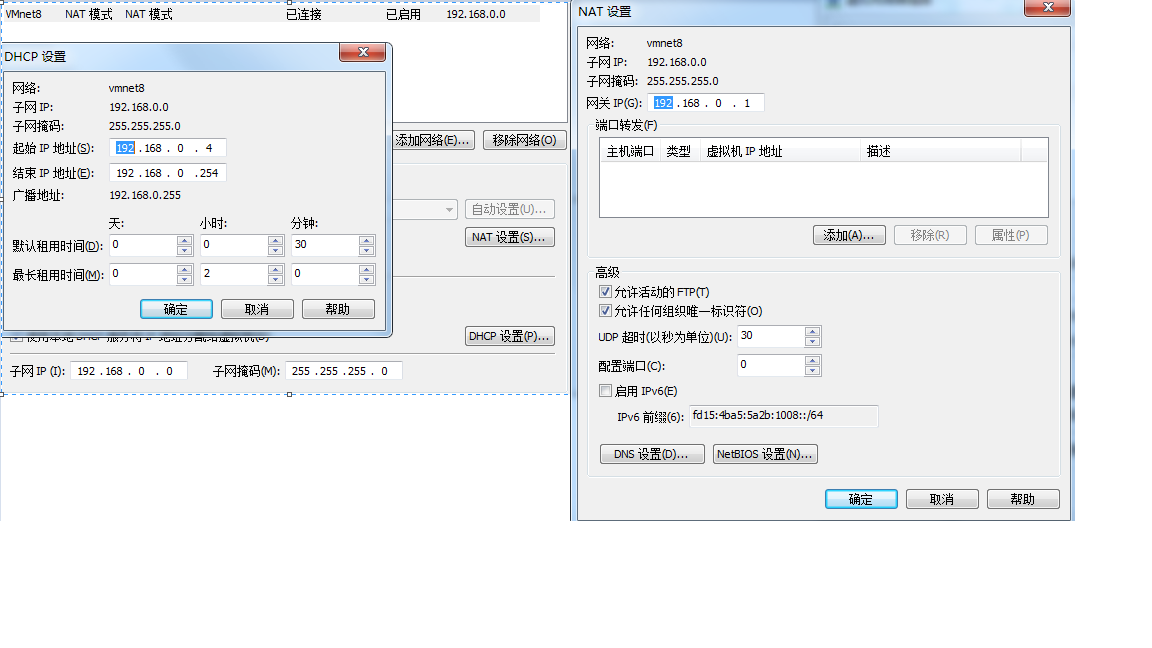 VMnet8 NAT 模式 NAT 模式 已连接 已启用 192.168.0.0
DHCP 设置
网络: vmnet8
子网 IP: 192.168.0.0
子网掩码: 255.255.255.0
起始 IP 地址(S): 192 . 168 . 0 . 4
结束 IP 地址(E): 192 . 168 . 0 . 254
广播地址: 192.168.0.255
天: 小时: 分钟:
默认租用时间(D): 0 0 30
最长租用时间(M): 0 2 0
确定 取消 帮助
添加网络(E)... 移除网络(O)
自动设置(U)...
NAT 设置(S)...
DHCP 设置(P)...
子网 IP (I): 192 . 168 . 0 . 0 子网掩码(M): 255 . 255 . 255 . 0
NAT 设置
网络: vmnet8
子网 IP: 192.168.0.0
子网掩码: 255.255.255.0
网关 IP(G): 192 . 168 . 0 . 1
端口转发(F)
主机端口 类型 虚拟机 IP 地址 描述
添加(A)... 移除(R) 属性(P)
高级
允许活动的 FTP(T)
允许任何组织唯一标识符(O)
UDP 超时(以秒为单位)(U): 30
配置端口(C): 0
启用 IPv6(E)
IPv6 前缀(6): fd15:4ba5:5a2b:1008::/64
DNS 设置(D)... NetBIOS 设置(N)...
确定 取消 帮助